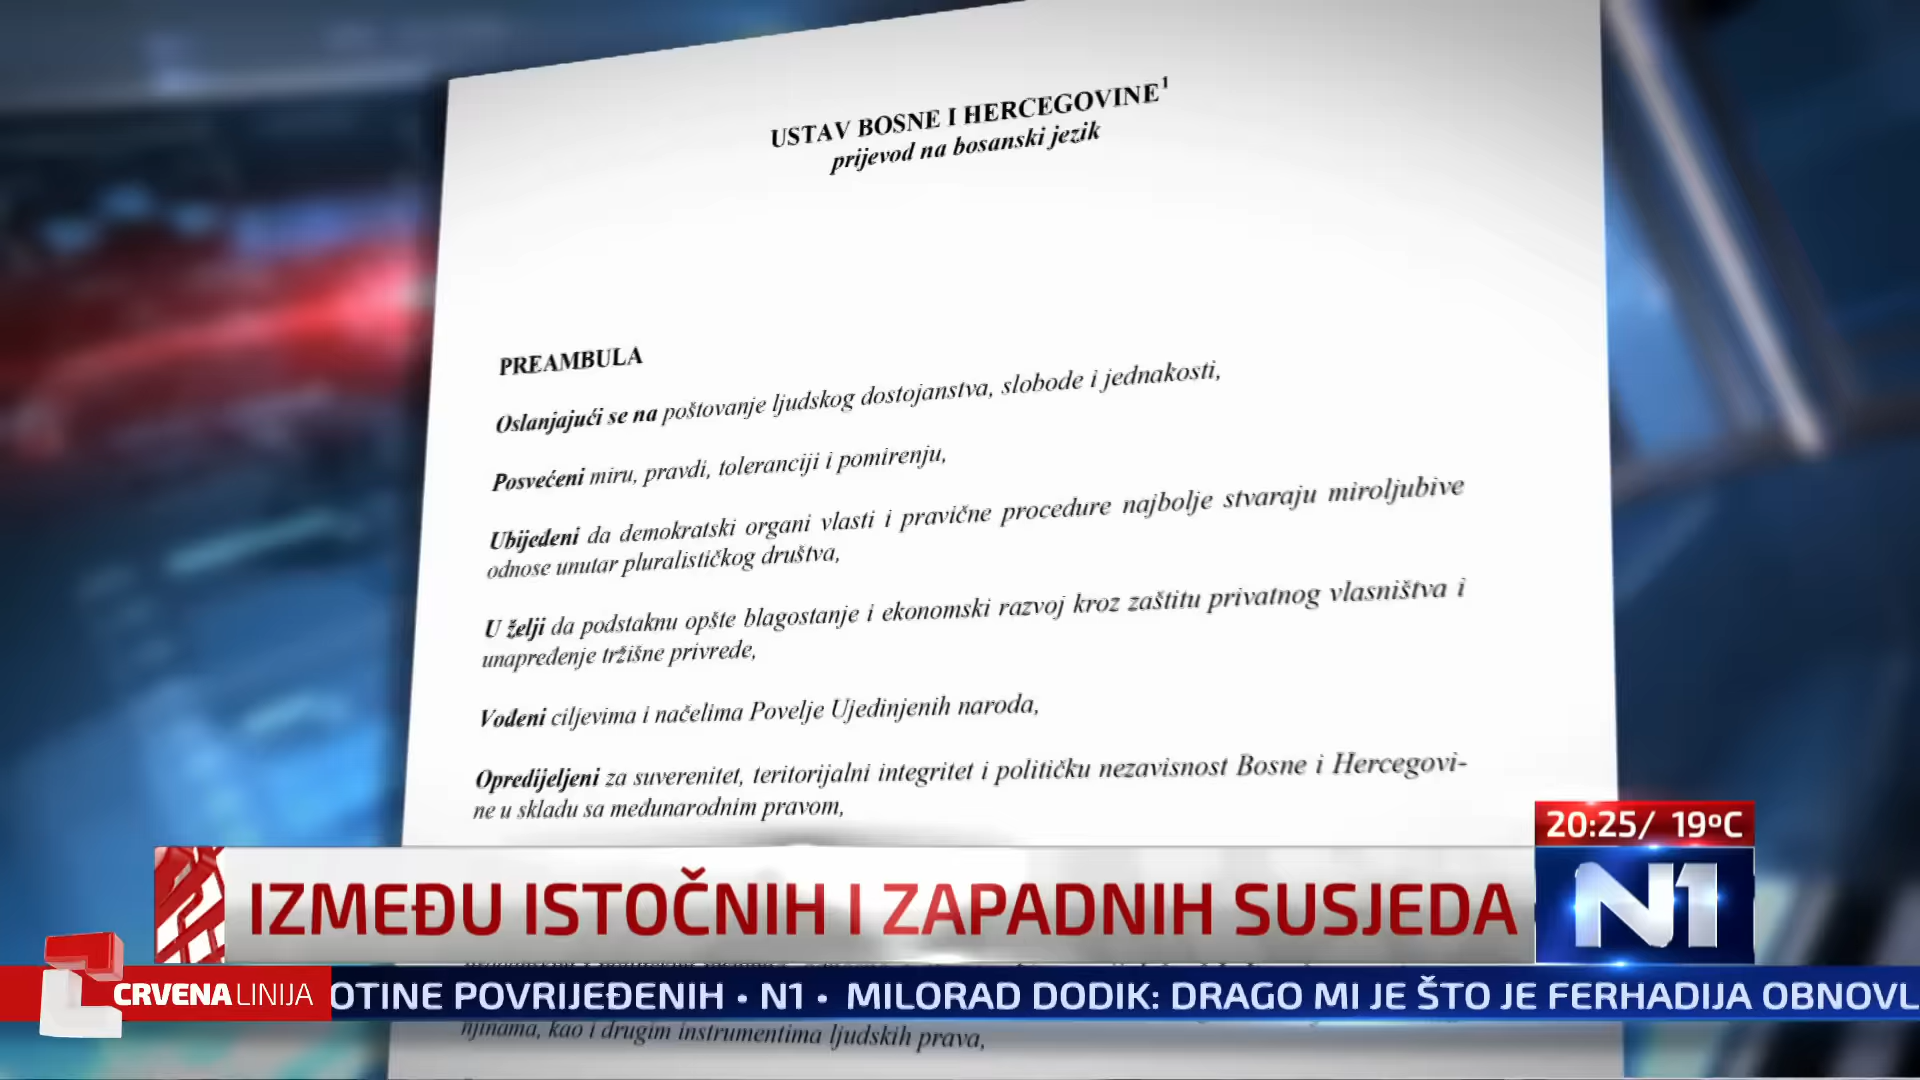 USTAV BOSNE I HERCEGOVINE¹
prijevod na bosanski jezik
PREAMBULA
Oslanjajući se na poštovanje ljudskog dostojanstva, slobode i jednakosti,
Posvećeni miru, pravdi, toleranciji i pomirenju,
Ubijeđeni da demokratski organi vlasti i pravične procedure najbolje stvaraju miroljubive
odnose unutar pluralističkog društva,
U želji da podstaknu opšte blagostanje i ekonomski razvoj kroz zaštitu privatnog vlasništva i
unapređenje tržišne privrede,
Vođeni ciljevima i načelima Povelje Ujedinjenih naroda,
Opredijeljeni za suverenitet, teritorijalni integritet i političku nezavisnost Bosne i Hercegovi-
ne u skladu sa međunarodnim pravom,
20:25/ 19ºC
IZMEĐU ISTOČNIH I ZAPADNIH SUSJEDA
N1
CRVENA LINIJA
OTINE POVRIJEĐENIH • N1 • MILORAD DODIK: DRAGO MI JE ŠTO JE FERHADIJA OBNOVL
njinama, kao i drugim instrumentima ljudskih prava,